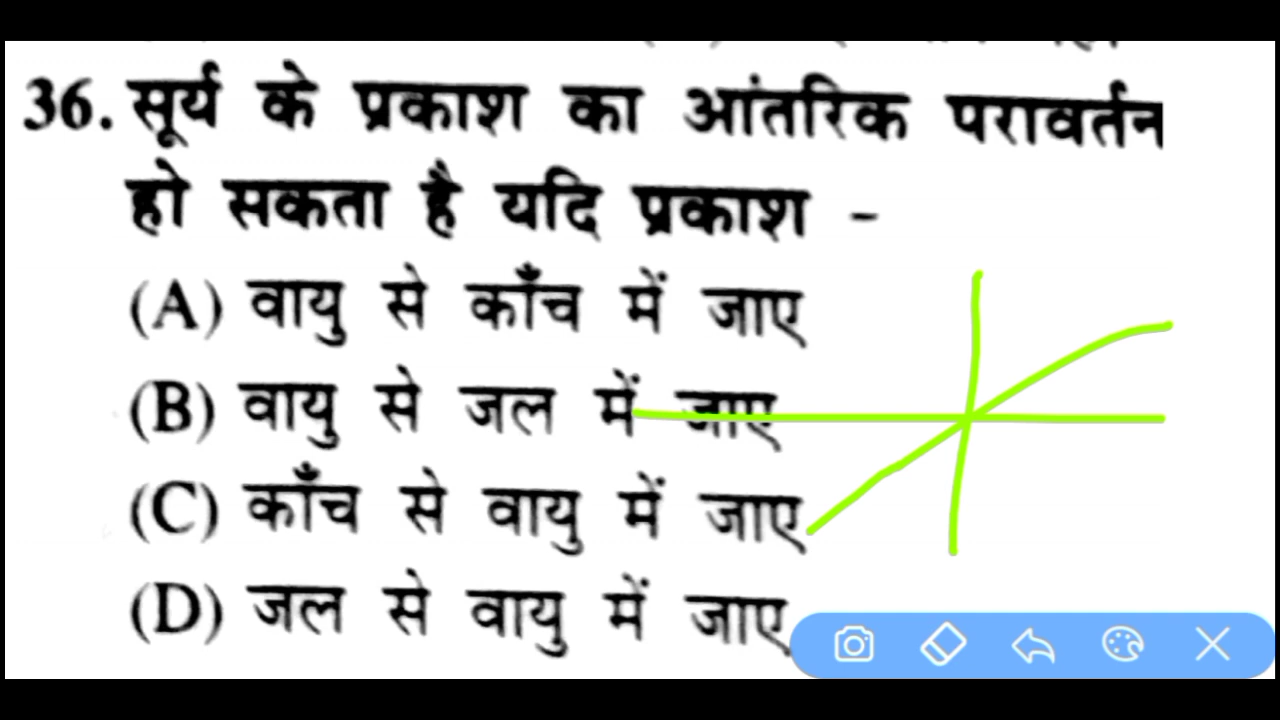 36. सूर्य के प्रकाश का आंतरिक परावर्तन
हो सकता है यदि प्रकाश -
(A) वायु से काँच में जाए
(B) वायु से जल में जाए
(C) काँच से वायु में जाए
(D) जल से वायु में जाए